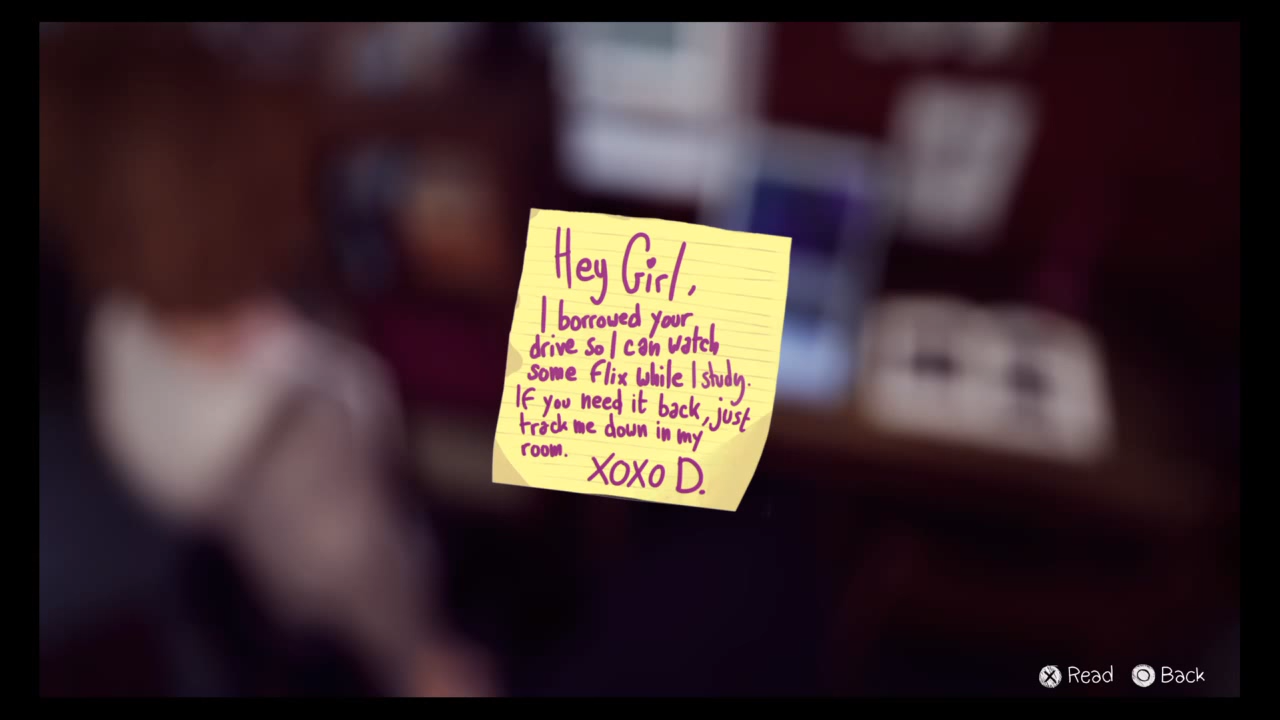 Hey Girl,
I borrowed your
drive so I can watch
some Flix while I study.
If you need it back, just
track me down in my
room.
XOXO D.
Read
Back